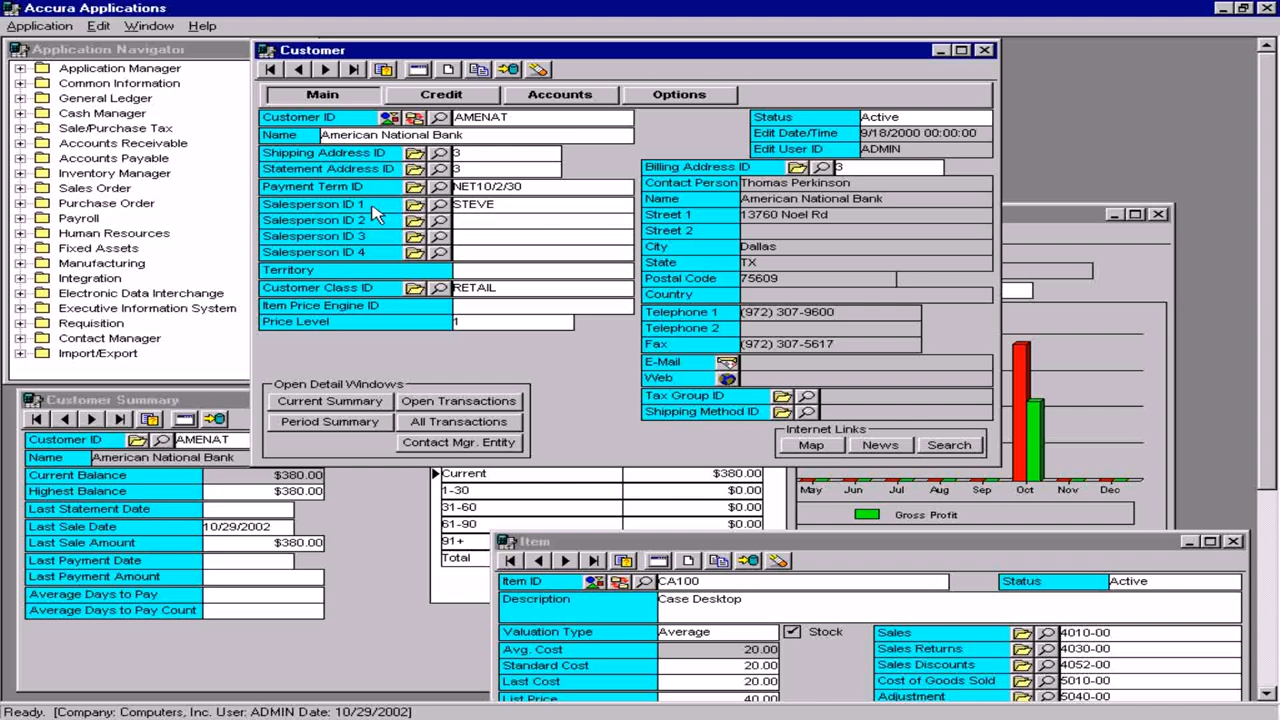 Accura Applications
Application Edit Window Help
Application Navigator
Application Manager
Common Information
General Ledger
Cash Manager
Sale/Purchase Tax
Accounts Receivable
Accounts Payable
Inventory Manager
Sales Order
Purchase Order
Payroll
Human Resources
Fixed Assets
Manufacturing
Integration
Electronic Data Interchange
Executive Information System
Requisition
Contact Manager
Import/Export
Customer
Main Credit Accounts Options
Customer ID AMENAT
Name American National Bank
Shipping Address ID 3
Statement Address ID 3
Payment Term ID NET10/2/30
Salesperson ID 1 STEVE
Salesperson ID 2
Salesperson ID 3
Salesperson ID 4
Territory
Customer Class ID RETAIL
Item Price Engine ID
Price Level 1
Status Active
Edit Date/Time 9/18/2000 00:00:00
Edit User ID ADMIN
Billing Address ID 3
Contact Person Thomas Perkinson
Name American National Bank
Street 1 13760 Noel Rd
Street 2
City Dallas
State TX
Postal Code 75609
Country
Telephone 1 (972) 307-9600
Telephone 2
Fax (972) 307-5617
E-Mail
Web
Tax Group ID
Shipping Method ID
Open Detail Windows
Current Summary Open Transactions
Period Summary All Transactions
Contact Mgr. Entity
Internet Links
Map News Search
Customer Summary
Customer ID AMENAT
Name American National Bank
Current Balance $380.00
Highest Balance $380.00
Last Statement Date
Last Sale Date 10/29/2002
Last Sale Amount $380.00
Last Payment Date
Last Payment Amount
Average Days to Pay
Average Days to Pay Count
Current $380.00
1-30 $0.00
31-60 $0.00
61-90 $0.00
91+
Total
May Jun Jul Aug Sep Oct Nov Dec
Gross Profit
Item
Item ID CA100 Status Active
Description Case Desktop
Valuation Type Average Stock
Avg. Cost 20.00
Standard Cost 20.00
Last Cost 20.00
List Price 40.00
Sales 4010-00
Sales Returns 4030-00
Sales Discounts 4052-00
Cost of Goods Sold 5010-00
Adjustment 5040-00
Ready. [Company: Computers, Inc. User: ADMIN Date: 10/29/2002]